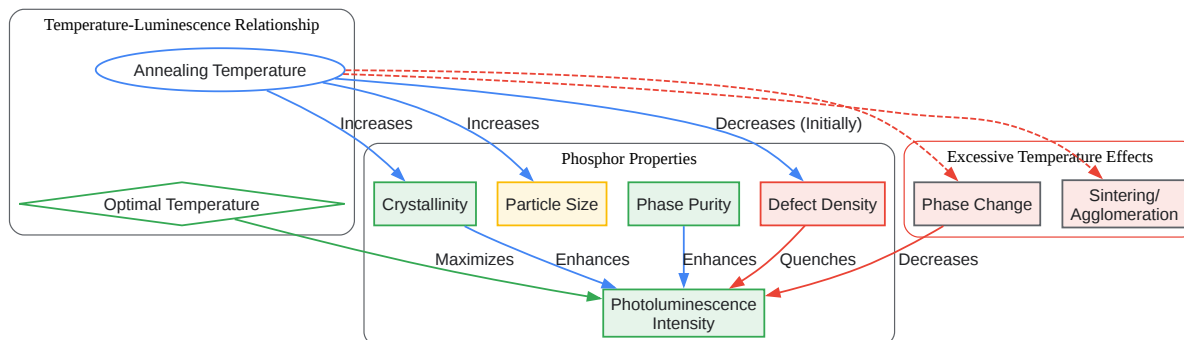 Temperature-Luminescence Relationship
Annealing Temperature
Increases
Increases
Decreases (Initially)
Phosphor Properties
Excessive Temperature Effects
Optimal Temperature
Crystallinity
Particle Size
Phase Purity
Defect Density
Phase Change
Sintering/
Agglomeration
Maximizes
Enhances
Enhances
Quenches
Decreases
Photoluminescence
Intensity